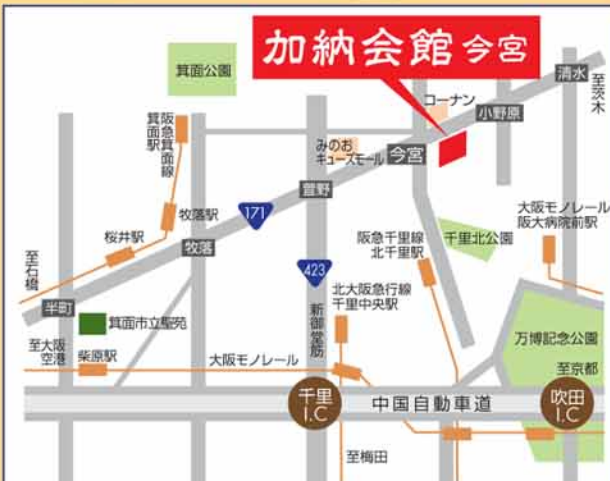 加納会館 今宮
箕面公園
清水
至茨木
コーナン
小野原
阪急箕面線
箕面駅
みのお
キューズモール
今宮
萱野
171
牧落駅
牧落
桜井駅
至石橋
半町
423
新御堂筋
阪急千里線
北千里駅
千里北公園
大阪モノレール
阪大病院前駅
北大阪急行線
千里中央駅
箕面市立聖苑
万博記念公園
至大阪
空港
柴原駅
大阪モノレール
至京都
千里
I.C
中国自動車道
吹田
I.C
至梅田